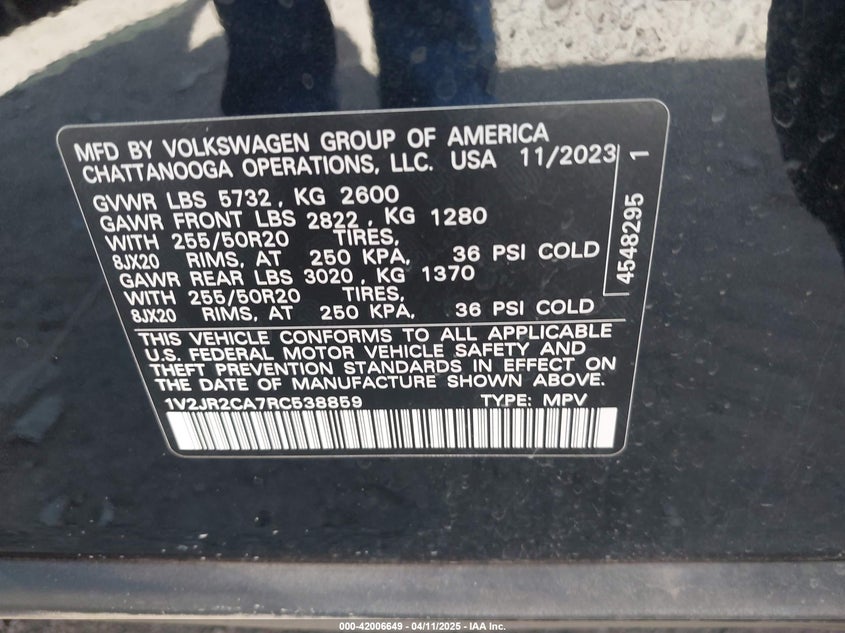 MFD BY VOLKSWAGEN GROUP OF AMERICA
CHATTANOOGA OPERATIONS, LLC. USA 11/2023
GVWR LBS 5732, KG 2600
GAWR FRONT LBS 2822, KG 1280
WITH 255/50R20 TIRES,
8JX20 RIMS, AT 250 KPA, 36 PSI COLD
GAWR REAR LBS 3020, KG 1370
WITH 255/50R20 TIRES,
8JX20 RIMS, AT 250 KPA, 36 PSI COLD
4548295 1
THIS VEHICLE CONFORMS TO ALL APPLICABLE
U.S. FEDERAL MOTOR VEHICLE SAFETY AND
THEFT PREVENTION STANDARDS IN EFFECT ON
THE DATE OF MANUFACTURE SHOWN ABOVE.
1V2JR2CA7RC538859 TYPE: MPV
000-42006649 - 04/11/2025 - IAA Inc.